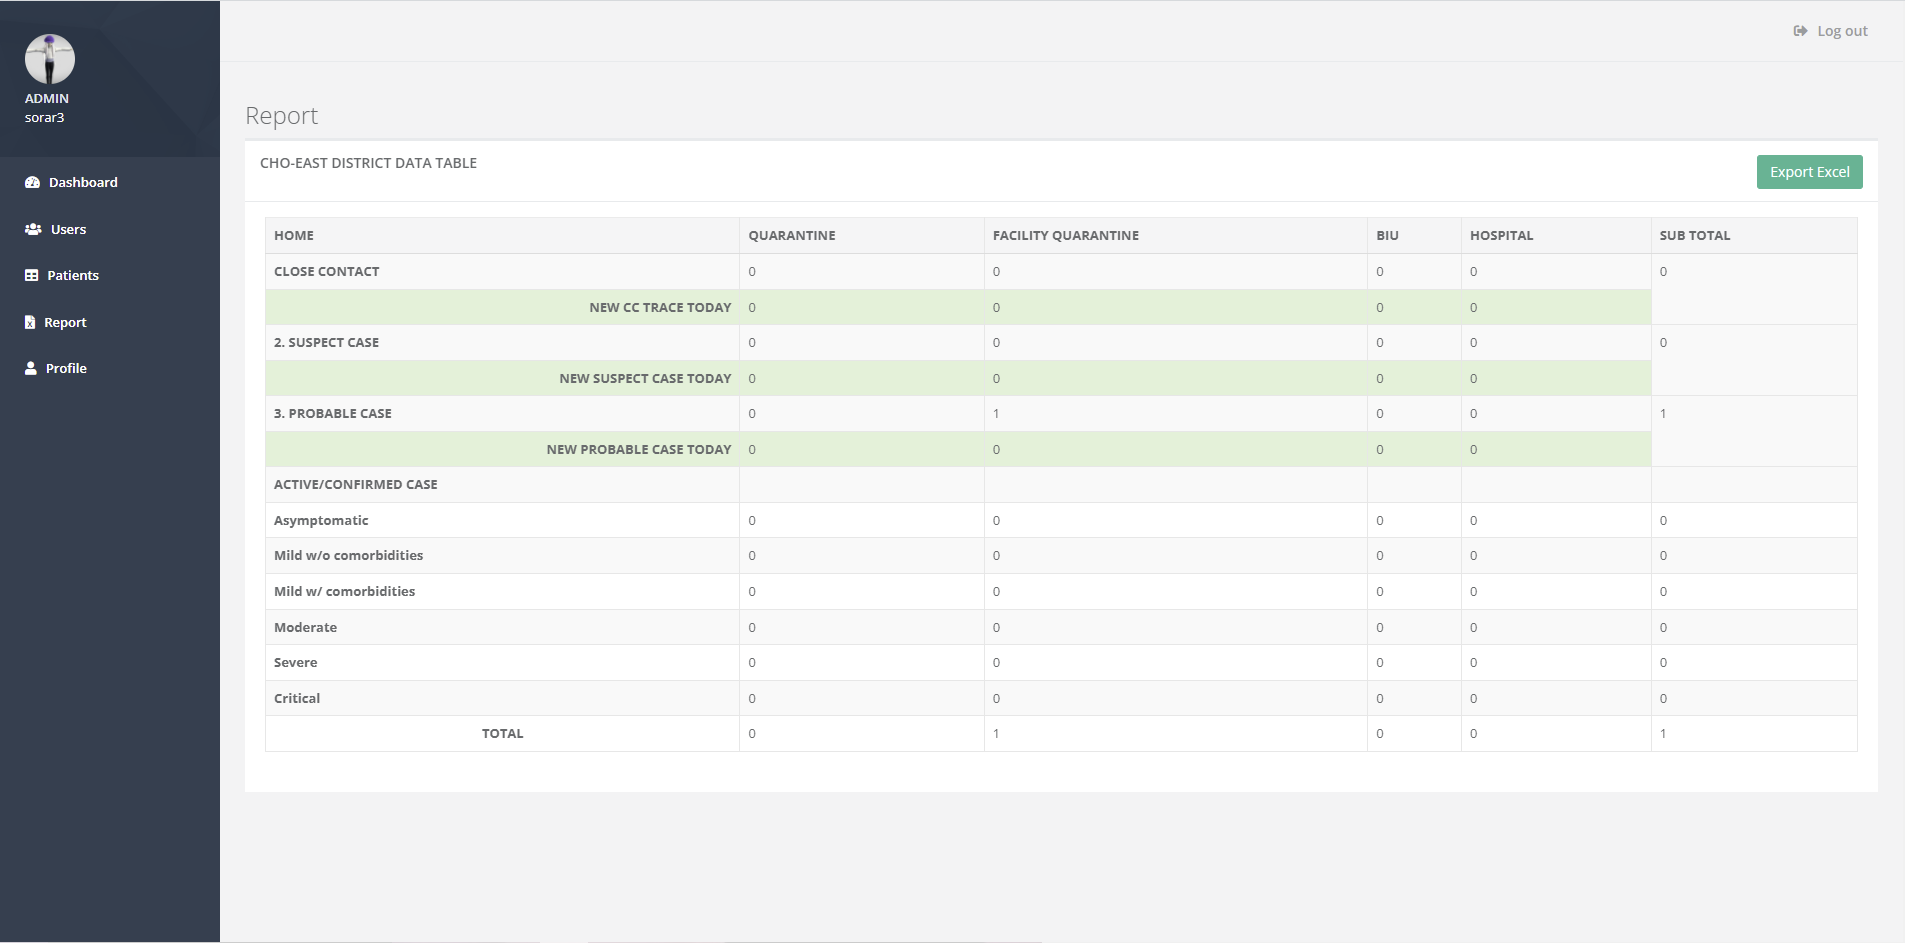 Log out
ADMIN
sorar3
Dashboard
Users
Patients
Report
Profile
Report
CHO-EAST DISTRICT DATA TABLE
Export Excel
HOME QUARANTINE FACILITY QUARANTINE BIU HOSPITAL SUB TOTAL
CLOSE CONTACT 0 0 0 0 0
NEW CC TRACE TODAY 0 0 0 0
2. SUSPECT CASE 0 0 0 0 0
NEW SUSPECT CASE TODAY 0 0 0 0
3. PROBABLE CASE 0 1 0 0 1
NEW PROBABLE CASE TODAY 0 0 0 0
ACTIVE/CONFIRMED CASE
Asymptomatic 0 0 0 0 0
Mild w/o comorbidities 0 0 0 0 0
Mild w/ comorbidities 0 0 0 0 0
Moderate 0 0 0 0 0
Severe 0 0 0 0 0
Critical 0 0 0 0 0
TOTAL 0 1 0 0 1